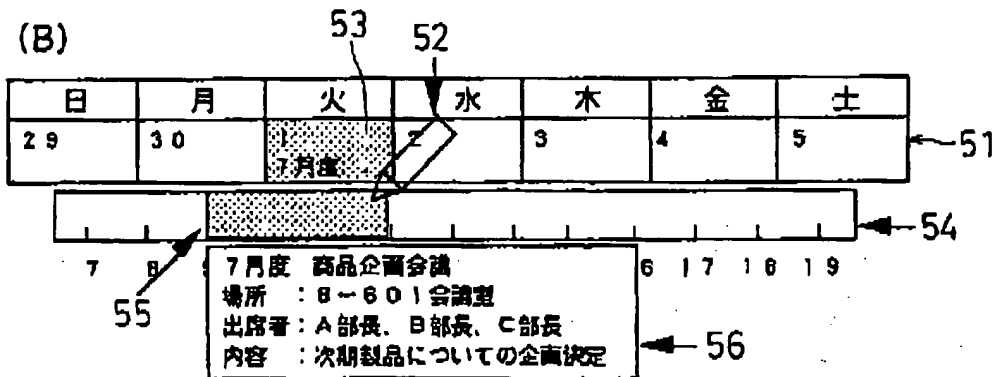 (B)
53
52
日 月 火 水 木 金 土
29 30 1 2 3 4 5
7月度
51
54
7 8 9 6 17 18 19
55
7月度 商品企画会議
場所 :8-601会議室
出席者:A部長、B部長、C部長
内容 :次期製品についての企画決定
56